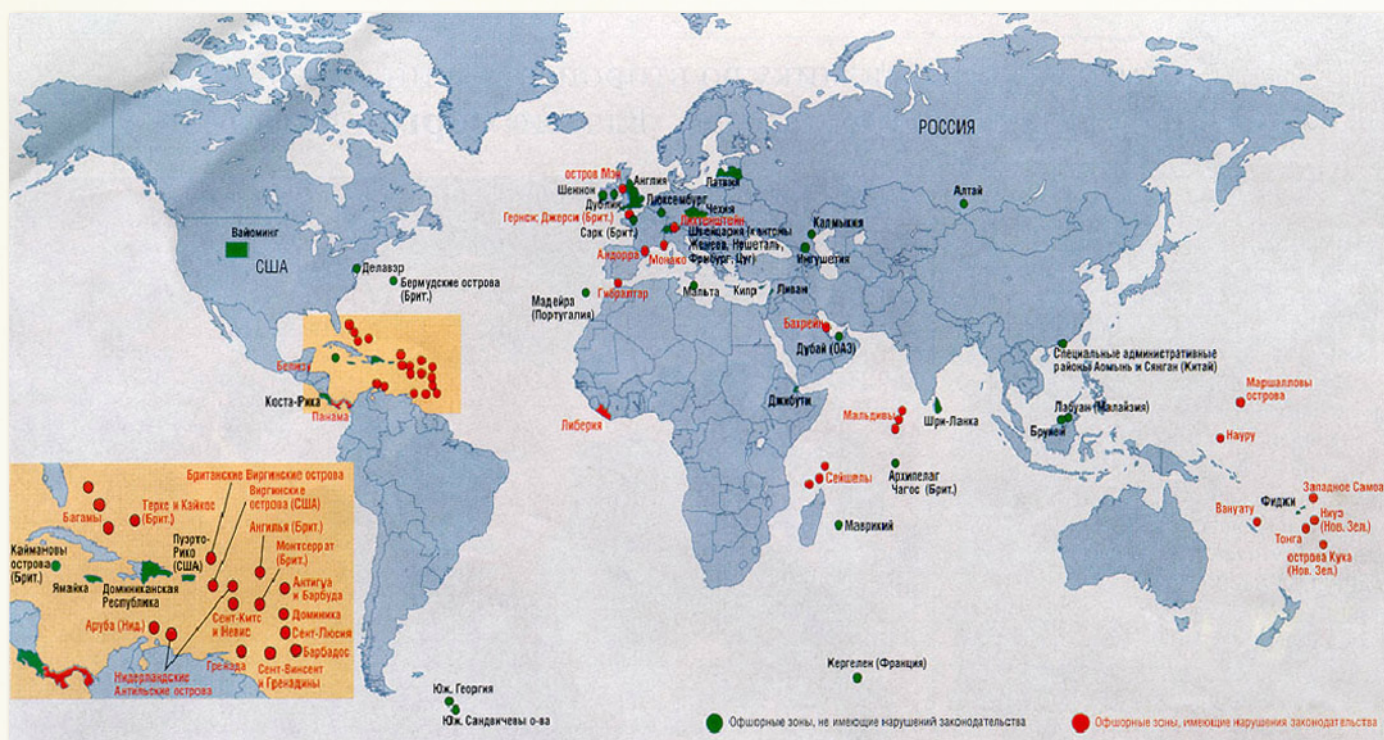 РОССИЯ
остров Мэн
Англия
Латвия
Шеннон
Дублин
Люксембург
Чехия
Алтай
Гернси, Джерси (Брит.)
Лихтенштейн
Сарк (Брит.)
Швейцария (кантоны
Женева, Нешеталь,
Фрибург, Цуг)
Калмыкия
Ингушетия
Вайоминг
США
Андорра
Монако
Делавэр
Бермудские острова
(Брит.)
Гибралтар
Мальта
Кипр
Ливан
Мадейра
(Португалия)
Бахрейн
Дубай (ОАЭ)
Специальные административные
районы Аомынь и Сянган (Китай)
Белиз
Коста-Рика
Панама
Либерия
Джибути
Мальдивы
Шри-Ланка
Лабуан (Малайзия)
Бруней
Маршалловы
острова
Науру
Сейшелы
Архипелаг
Чагос (Брит.)
Маврикий
Западное Самоа
Фиджи
Вануату
Ниуэ
(Нов. Зел.)
Тонга
острова Кука
(Нов. Зел.)
Британские Виргинские острова
Виргинские
острова (США)
Теркс и Кайкос
(Брит.)
Багамы
Ангилья (Брит.)
Пуэрто-
Рико
(США)
Монтсеррат
(Брит.)
Каймановы
острова
(Брит.)
Ямайка
Доминиканская
Республика
Антигуа
и Барбуда
Сент-Китс
и Невис
Доминика
Аруба (Нид.)
Сент-Люсия
Барбадос
Гренада
Сент-Винсент
и Гренадины
Нидерландские
Антильские острова
Кергелен (Франция)
Юж. Георгия
Юж. Сандвичевы о-ва
Офшорные зоны, не имеющие нарушений законодательства
Офшорные зоны, имеющие нарушения законодательства